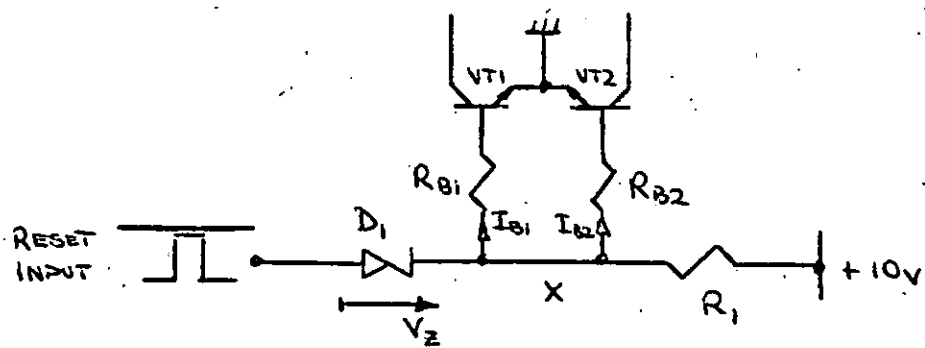 VT1
VT2
RB1
RB2
D1
IB1
IB2
RESET
INPUT
+10V
X
R1
VZ